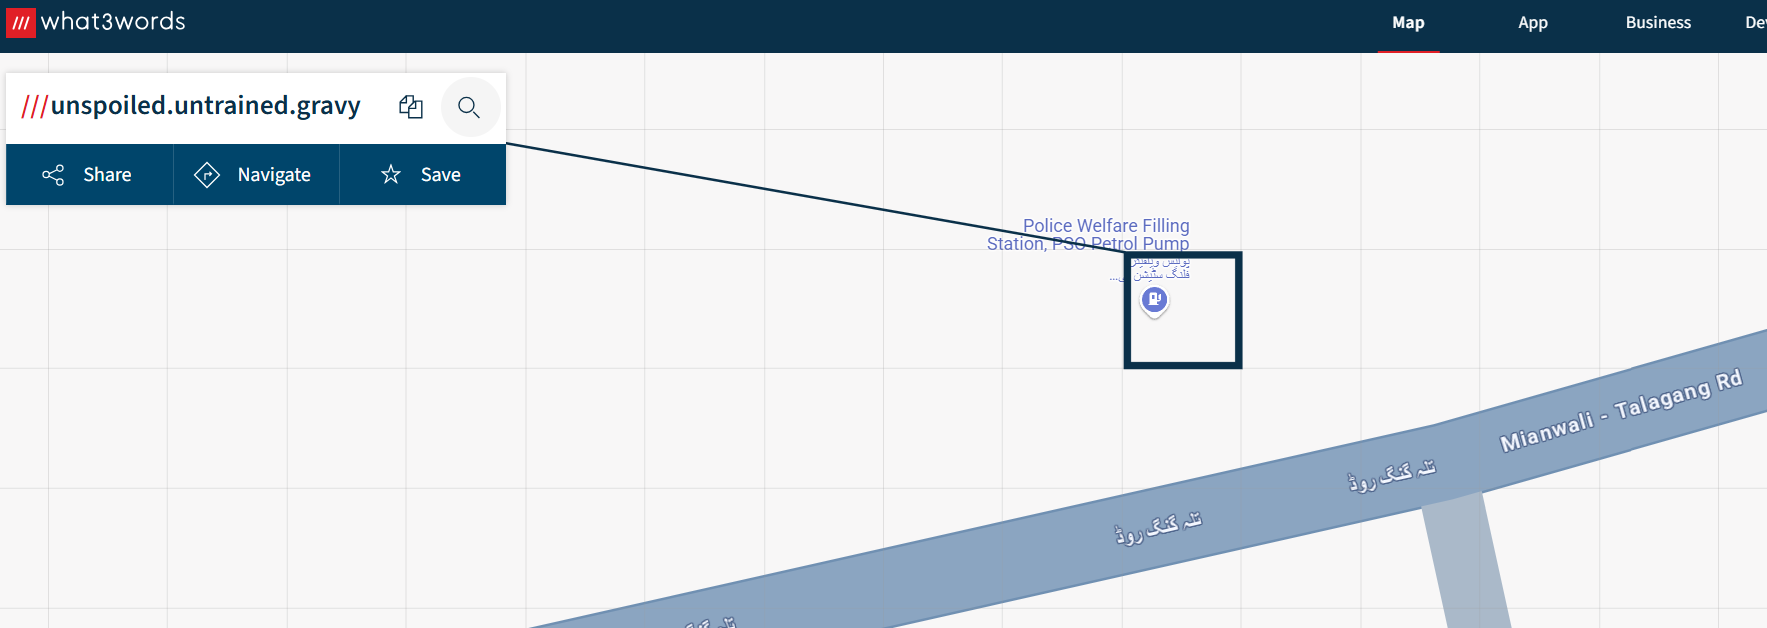 what3words
Map
App
Business
///unspoiled.untrained.gravy
Share
Navigate
Save
Police Welfare Filling
Station, PSO Petrol Pump
پولیس ویلفیئر
فلنگ سٹیشن
Mianwali - Talagang Rd
تلہ گنگ روڈ
تلہ گنگ روڈ